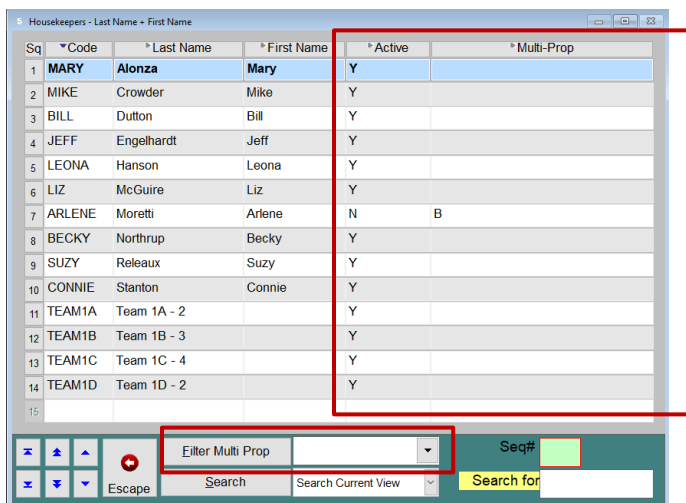 5 Housekeepers - Last Name + First Name
Sq Code Last Name First Name Active Multi-Prop
1 MARY Alonza Mary Y
2 MIKE Crowder Mike Y
3 BILL Dutton Bill Y
4 JEFF Engelhardt Jeff Y
5 LEONA Hanson Leona Y
6 LIZ McGuire Liz Y
7 ARLENE Moretti Arlene N B
8 BECKY Northrup Becky Y
9 SUZY Releaux Suzy Y
10 CONNIE Stanton Connie Y
11 TEAM1A Team 1A - 2 Y
12 TEAM1B Team 1B - 3 Y
13 TEAM1C Team 1C - 4 Y
14 TEAM1D Team 1D - 2 Y
15
Filter Multi Prop Seq#
Escape Search Search Current View Search for